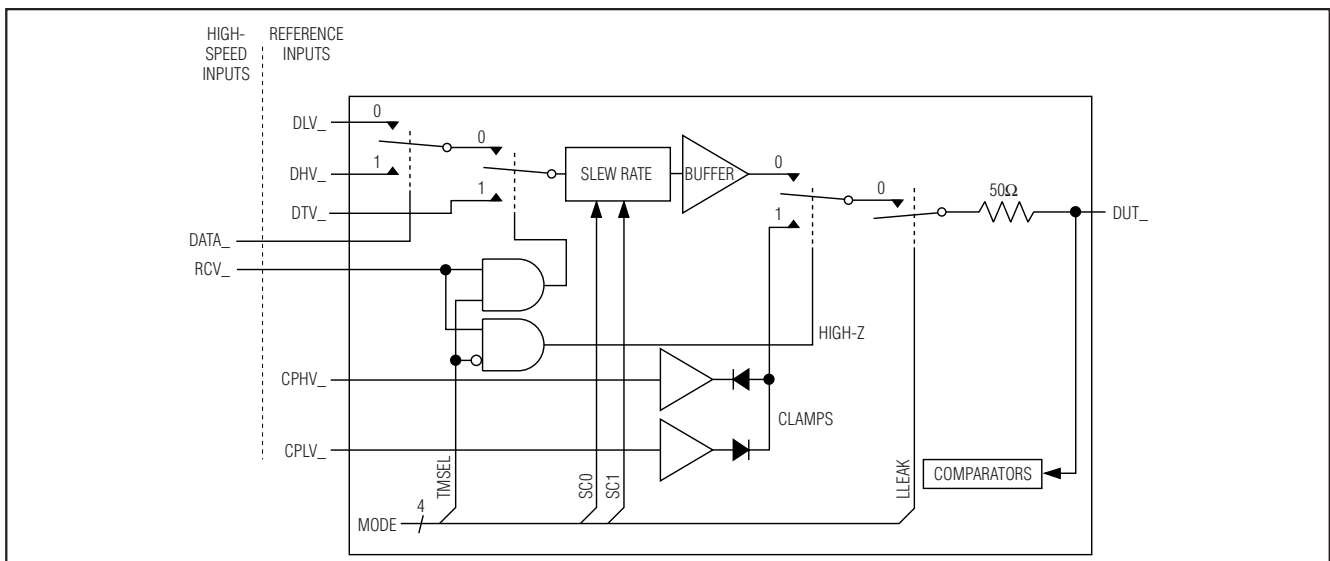 HIGH-
SPEED
INPUTS
REFERENCE
INPUTS
DLV_
0
DHV_
1
DTV_
0
1
SLEW RATE
BUFFER
0
1
0
50Ω
DUT_
DATA_
RCV_
HIGH-Z
CPHV_
CLAMPS
CPLV_
TMSEL
SC0
SC1
LLEAK
COMPARATORS
MODE
4